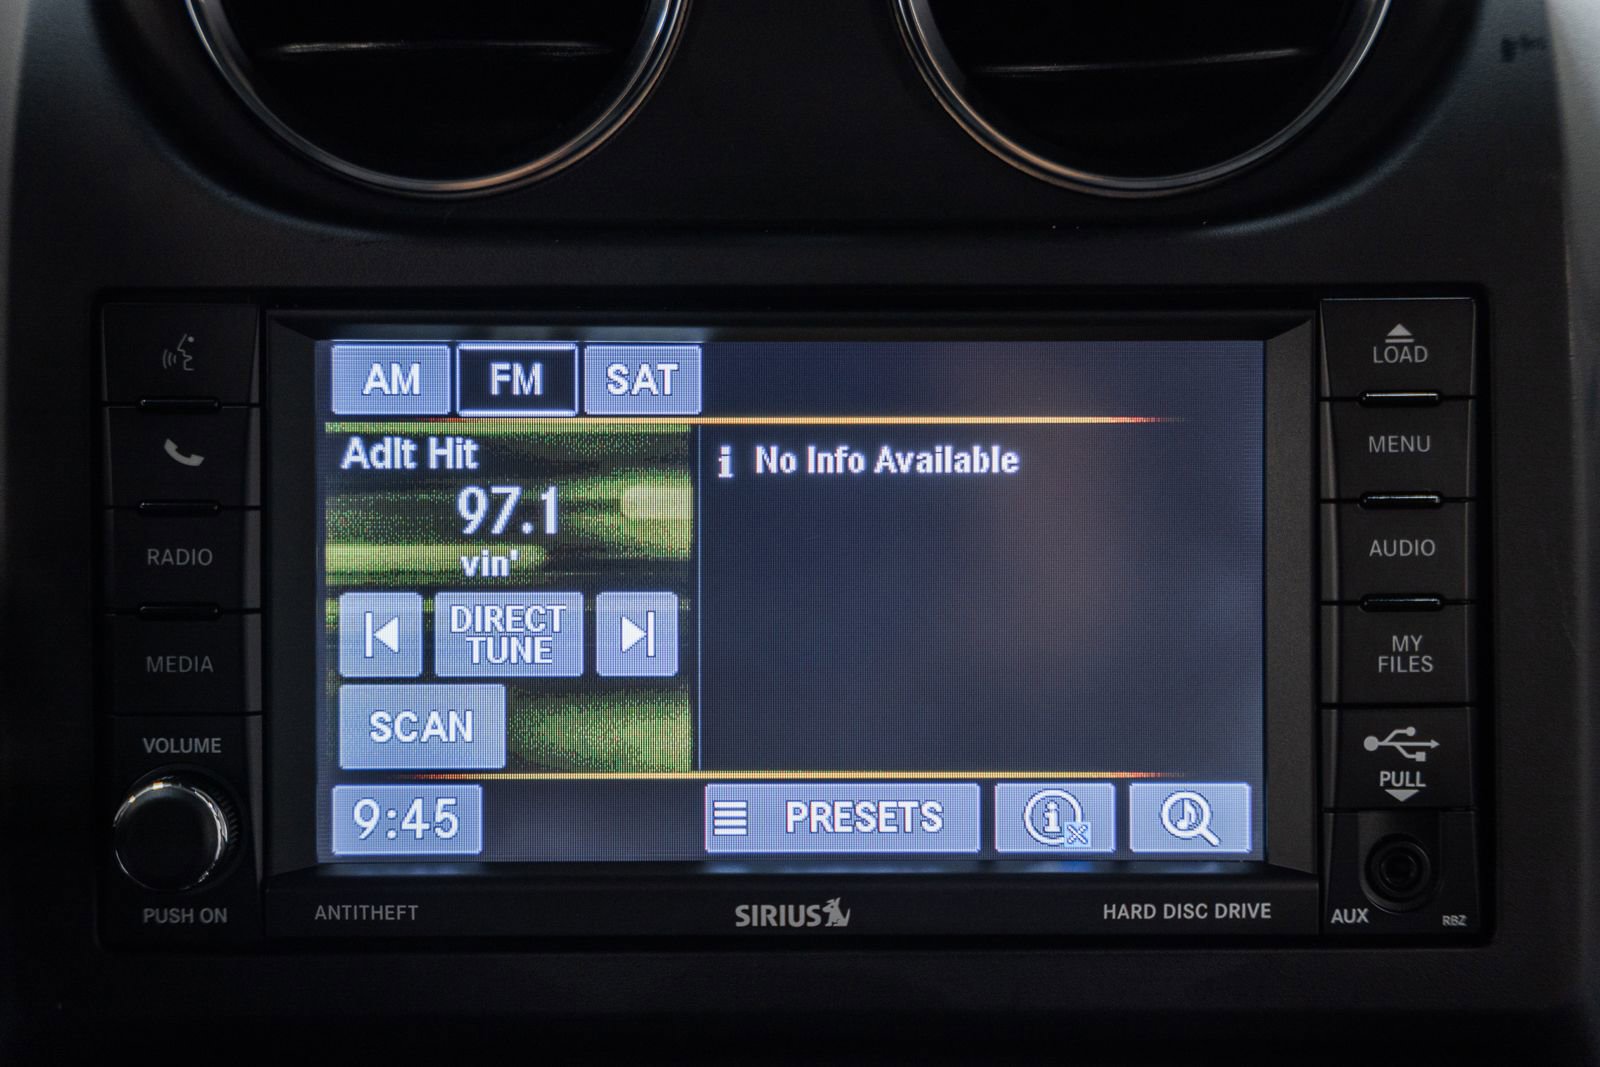 AM
FM
SAT
Adlt Hit
97.1
vin'
DIRECT
TUNE
SCAN
9:45
i No Info Available
PRESETS
RADIO
MEDIA
VOLUME
PUSH ON
LOAD
MENU
AUDIO
MY
FILES
PULL
AUX
RBZ
ANTITHEFT
SIRIUS
HARD DISC DRIVE